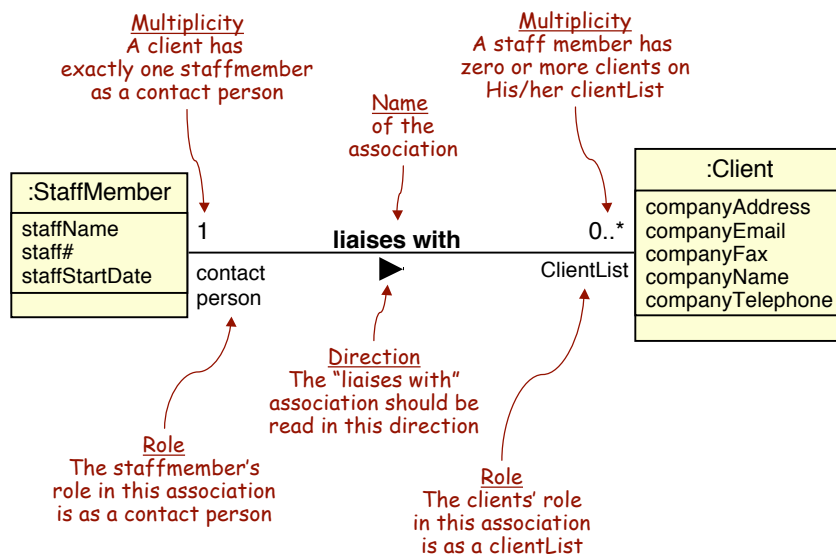 Multiplicity
A client has
exactly one staffmember
as a contact person
Multiplicity
A staff member has
zero or more clients on
His/her clientList
Name
of the
association
:StaffMember
staffName
staff#
staffStartDate
1
contact
person
liaises with
0..*
ClientList
:Client
companyAddress
companyEmail
companyFax
companyName
companyTelephone
Direction
The “liaises with”
association should be
read in this direction
Role
The staffmember’s
role in this association
is as a contact person
Role
The clients’ role
in this association
is as a clientList